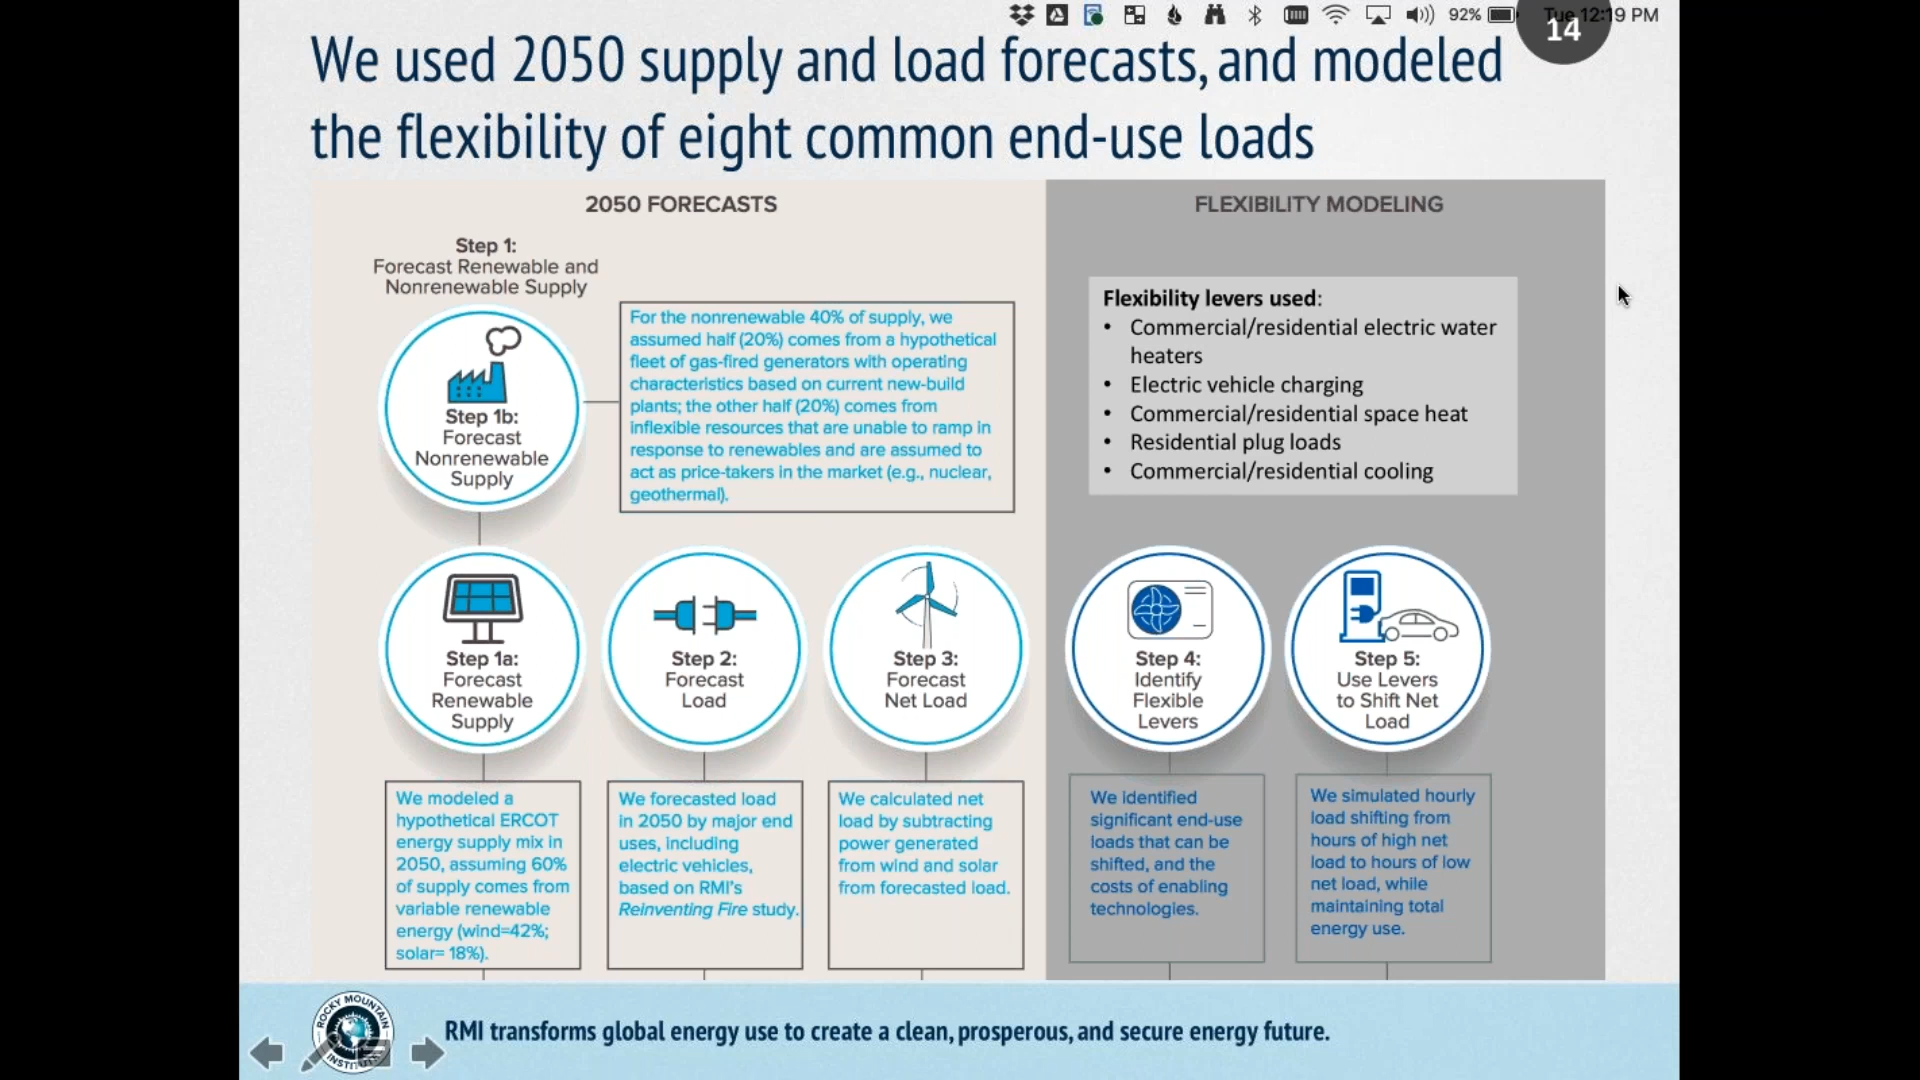 92%
Tue 12:19 PM
14
We used 2050 supply and load forecasts, and modeled
the flexibility of eight common end-use loads
2050 FORECASTS
Step 1:
Forecast Renewable and
Nonrenewable Supply
Step 1b:
Forecast
Nonrenewable
Supply
For the nonrenewable 40% of supply, we
assumed half (20%) comes from a hypothetical
fleet of gas-fired generators with operating
characteristics based on current new-build
plants; the other half (20%) comes from
inflexible resources that are unable to ramp in
response to renewables and are assumed to
act as price-takers in the market (e.g., nuclear,
geothermal).
Step 1a:
Forecast
Renewable
Supply
Step 2:
Forecast
Load
Step 3:
Forecast
Net Load
We modeled a
hypothetical ERCOT
energy supply mix in
2050, assuming 60%
of supply comes from
variable renewable
energy (wind=42%;
solar= 18%).
We forecasted load
in 2050 by major end
uses, including
electric vehicles,
based on RMI's
Reinventing Fire study.
We calculated net
load by subtracting
power generated
from wind and solar
from forecasted load.
FLEXIBILITY MODELING
Flexibility levers used:
• Commercial/residential electric water
heaters
• Electric vehicle charging
• Commercial/residential space heat
• Residential plug loads
• Commercial/residential cooling
Step 4:
Identify
Flexible
Levers
Step 5:
Use Levers
to Shift Net
Load
We identified
significant end-use
loads that can be
shifted, and the
costs of enabling
technologies.
We simulated hourly
load shifting from
hours of high net
load to hours of low
net load, while
maintaining total
energy use.
ROCKY MOUNTAIN
RMI transforms global energy use to create a clean, prosperous, and secure energy future.